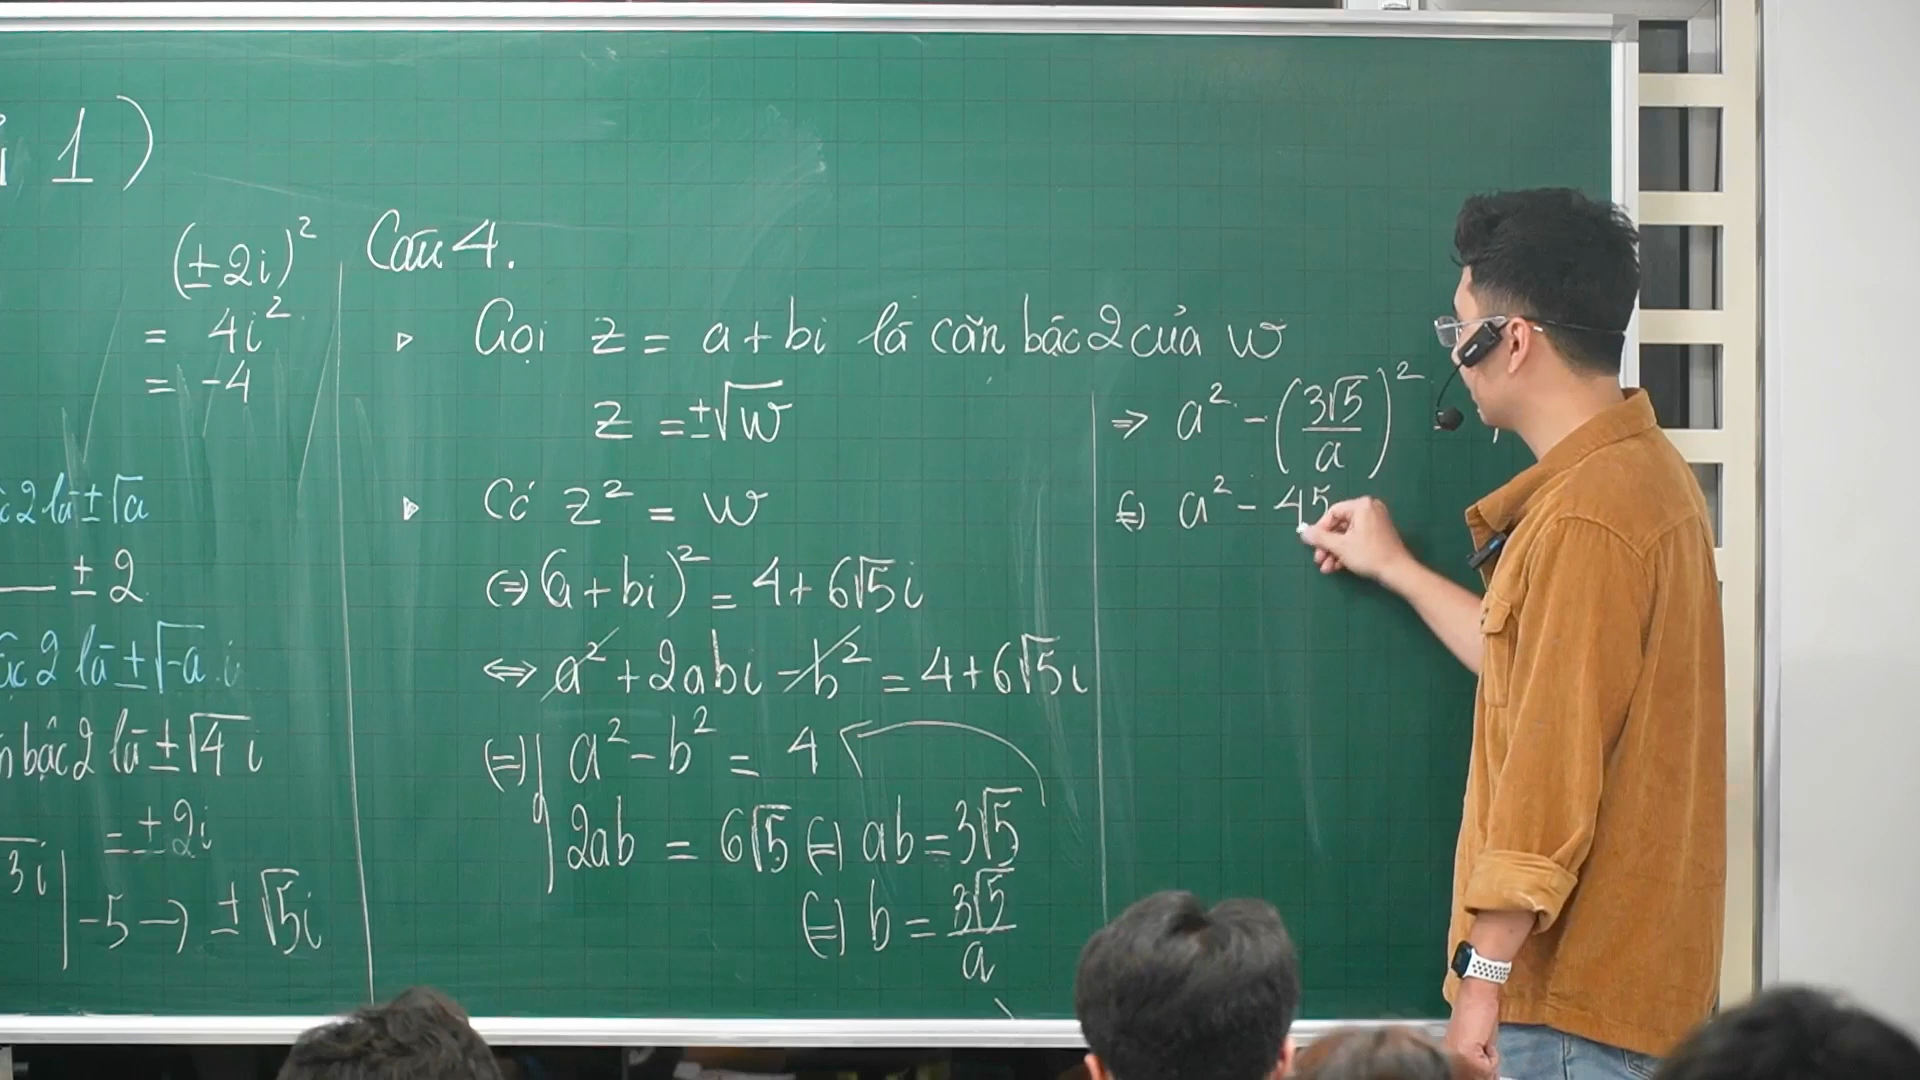 1)
(±2i)²
= 4i²
= -4
2 là ±√a
± 2
2 là ±√-a.i
bậc 2 là ±√4 i
= ±2i
3i
-5 → ± √5i
Câu 4.
▹ Gọi z = a + bi là căn bậc 2 của w
z = ±√w
▹ Có z² = w
⇔ (a + bi)² = 4 + 6√5i
⇔ a² + 2abi - b² = 4 + 6√5i
⇔ { a² - b² = 4
2ab = 6√5 ⇔ ab = 3√5
⇔ b = 3√5/a
⇒ a² - (3√5/a)²
⇔ a² - 45